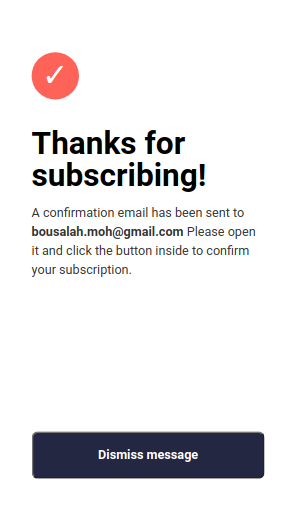 Thanks for
subscribing!
A confirmation email has been sent to
bousalah.moh@gmail.com Please open
it and click the button inside to confirm
your subscription.
Dismiss message